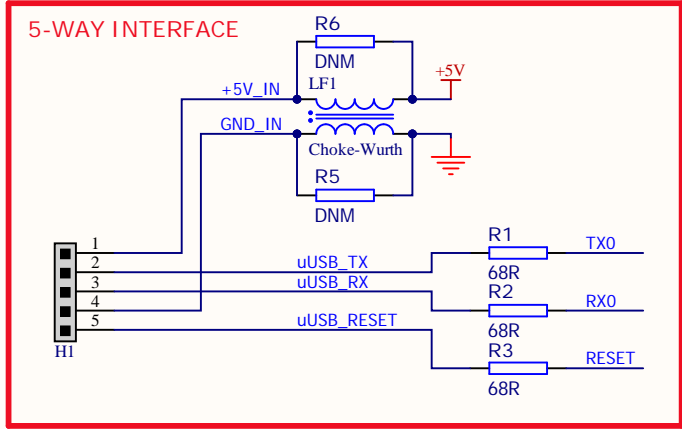 5-WAY INTERFACE
R6
DNM
LF1
+5V_IN
+5V
GND_IN
Choke-Wurth
R5
DNM
1
2
3
4
5
H1
uUSB_TX
uUSB_RX
uUSB_RESET
R1
68R
TX0
R2
68R
RX0
R3
68R
RESET